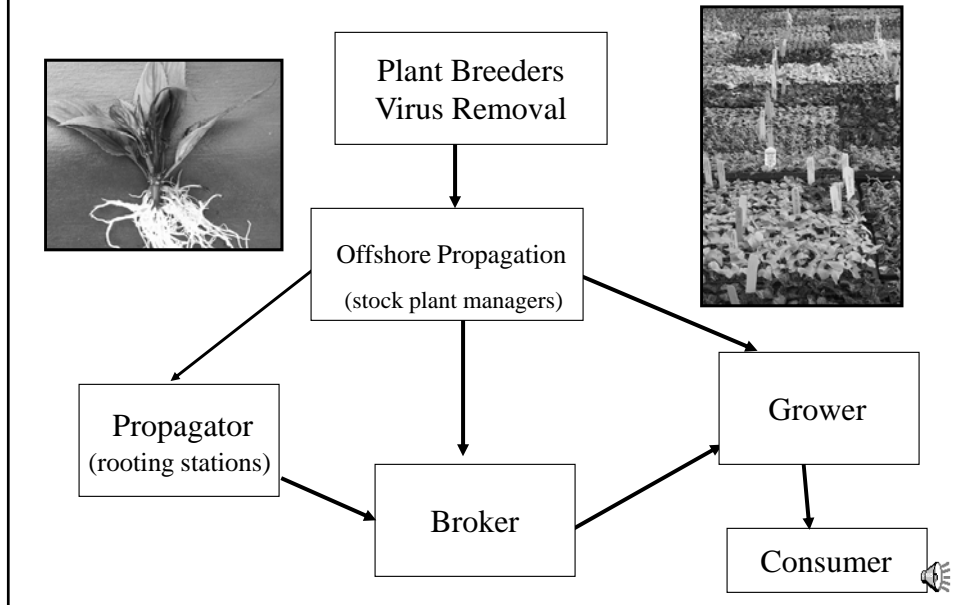 Plant Breeders
Virus Removal
Offshore Propagation
(stock plant managers)
Propagator
(rooting stations)
Broker
Grower
Consumer